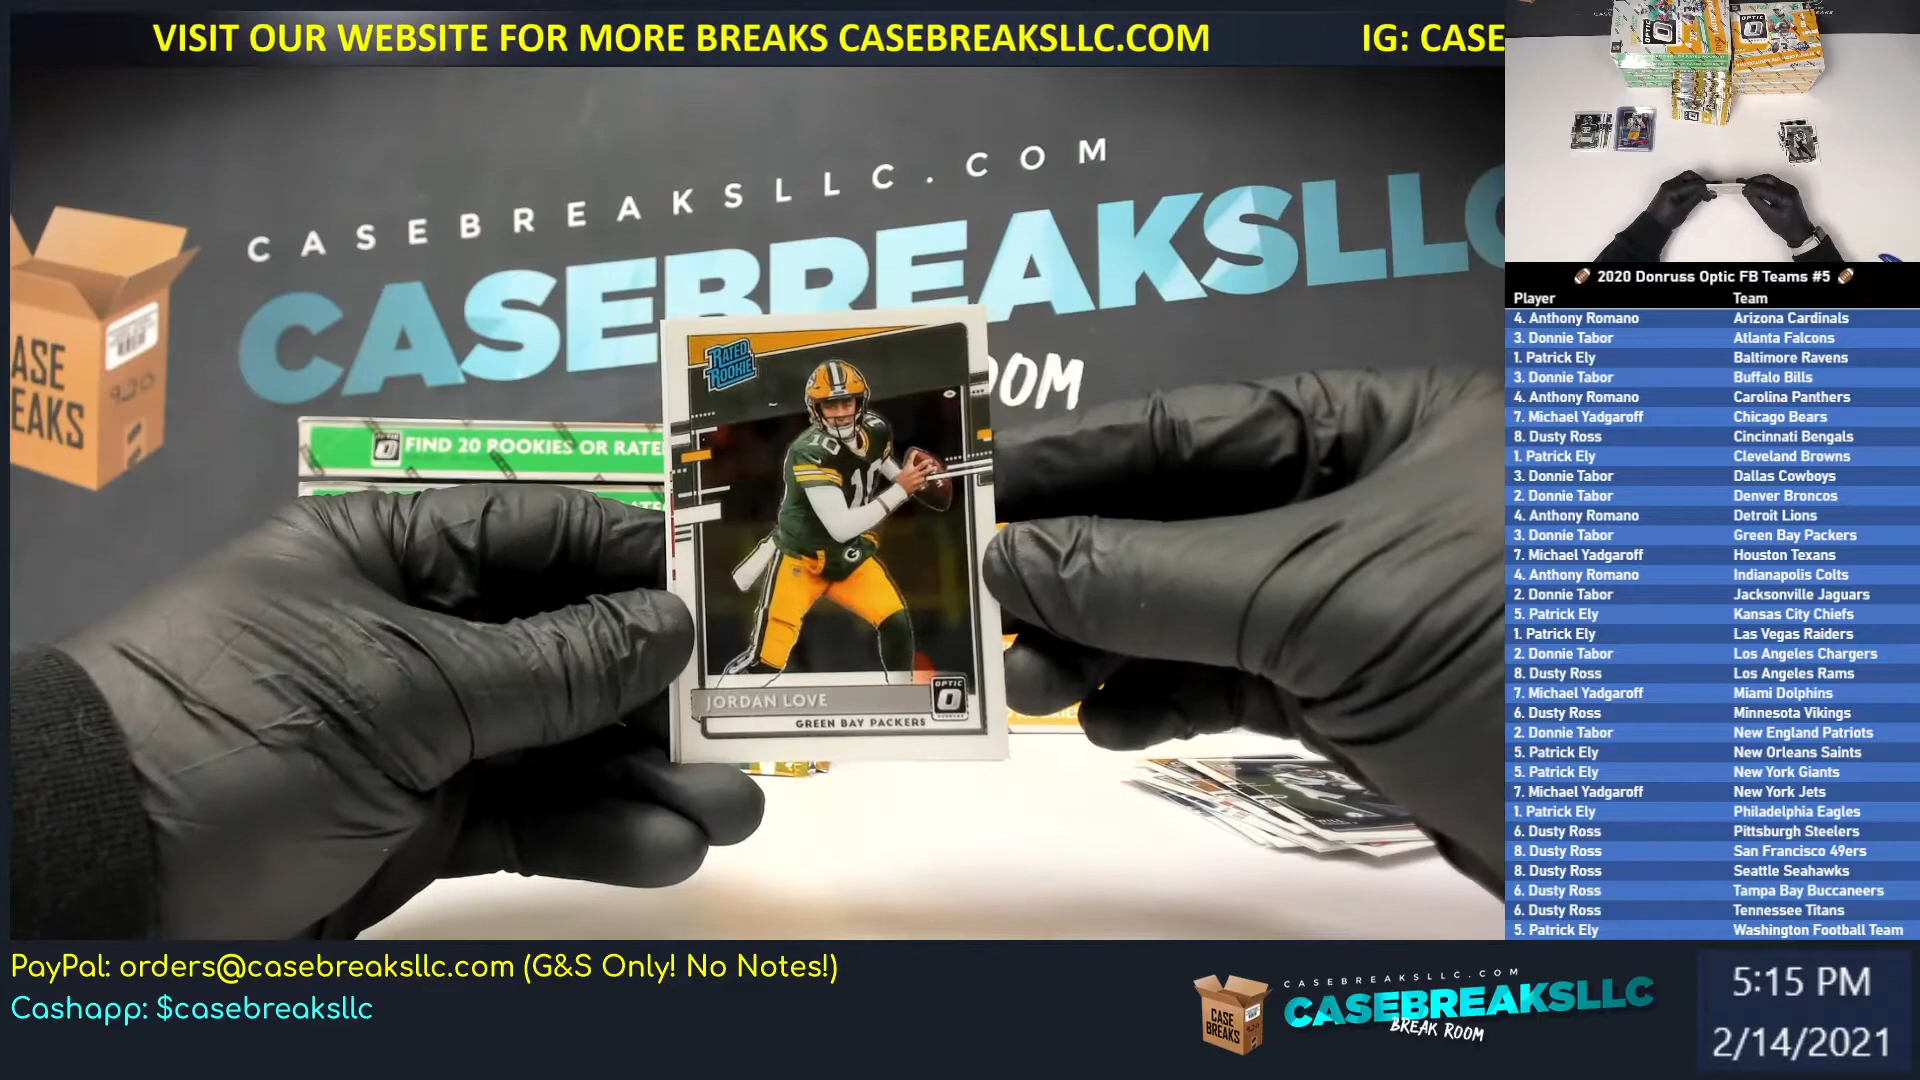 VISIT OUR WEBSITE FOR MORE BREAKS CASEBREAKSLLC.COM
IG: CASE
CASEBREAKSLLC.COM
CASEBREAKSLLC
OOM
ASE
EAKS
920
FIND 20 ROOKIES OR RATE
RATED
ROOKIE
10
JORDAN LOVE
OPTIC
GREEN BAY PACKERS
2020 Donruss Optic FB Teams #5
Player Team
4. Anthony Romano Arizona Cardinals
3. Donnie Tabor Atlanta Falcons
1. Patrick Ely Baltimore Ravens
3. Donnie Tabor Buffalo Bills
4. Anthony Romano Carolina Panthers
7. Michael Yadgaroff Chicago Bears
8. Dusty Ross Cincinnati Bengals
1. Patrick Ely Cleveland Browns
3. Donnie Tabor Dallas Cowboys
2. Donnie Tabor Denver Broncos
4. Anthony Romano Detroit Lions
3. Donnie Tabor Green Bay Packers
7. Michael Yadgaroff Houston Texans
4. Anthony Romano Indianapolis Colts
2. Donnie Tabor Jacksonville Jaguars
5. Patrick Ely Kansas City Chiefs
1. Patrick Ely Las Vegas Raiders
2. Donnie Tabor Los Angeles Chargers
8. Dusty Ross Los Angeles Rams
7. Michael Yadgaroff Miami Dolphins
6. Dusty Ross Minnesota Vikings
2. Donnie Tabor New England Patriots
5. Patrick Ely New Orleans Saints
5. Patrick Ely New York Giants
7. Michael Yadgaroff New York Jets
1. Patrick Ely Philadelphia Eagles
6. Dusty Ross Pittsburgh Steelers
8. Dusty Ross San Francisco 49ers
8. Dusty Ross Seattle Seahawks
6. Dusty Ross Tampa Bay Buccaneers
6. Dusty Ross Tennessee Titans
5. Patrick Ely Washington Football Team
PayPal: orders@casebreaksllc.com (G&S Only! No Notes!)
Cashapp: $casebreaksllc
CASE
BREAKS
CASEBREAKSLLC.COM
CASEBREAKSLLC
BREAK ROOM
5:15 PM
2/14/2021